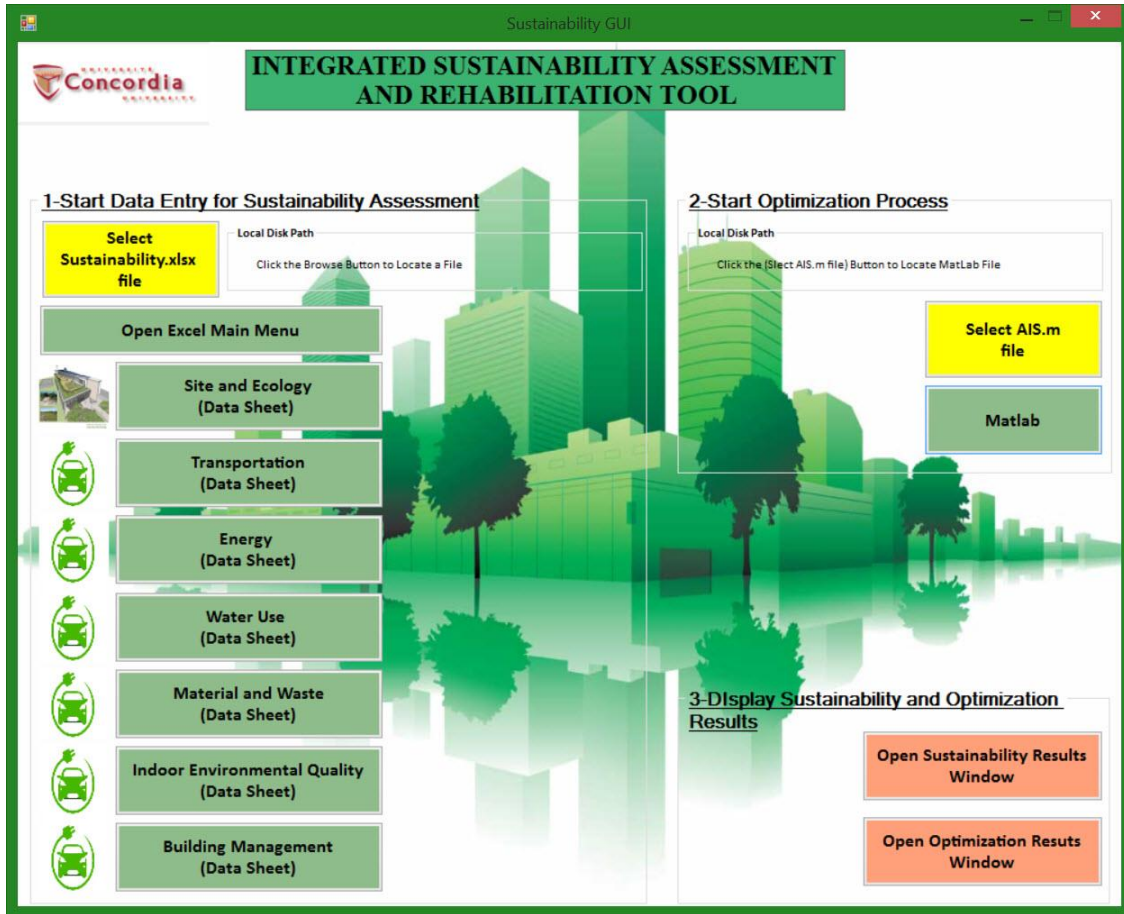 Sustainability GUI
UNIVERSITÉ
Concordia
UNIVERSITY
INTEGRATED SUSTAINABILITY ASSESSMENT
AND REHABILITATION TOOL
1-Start Data Entry for Sustainability Assessment
Select
Sustainability.xlsx
file
Local Disk Path
Click the Browse Button to Locate a File
Open Excel Main Menu
Site and Ecology
(Data Sheet)
Transportation
(Data Sheet)
Energy
(Data Sheet)
Water Use
(Data Sheet)
Material and Waste
(Data Sheet)
Indoor Environmental Quality
(Data Sheet)
Building Management
(Data Sheet)
2-Start Optimization Process
Local Disk Path
Click the (Slect AIS.m file) Button to Locate MatLab File
Select AIS.m
file
Matlab
3-DIsplay Sustainability and Optimization
Results
Open Sustainability Results
Window
Open Optimization Resuts
Window